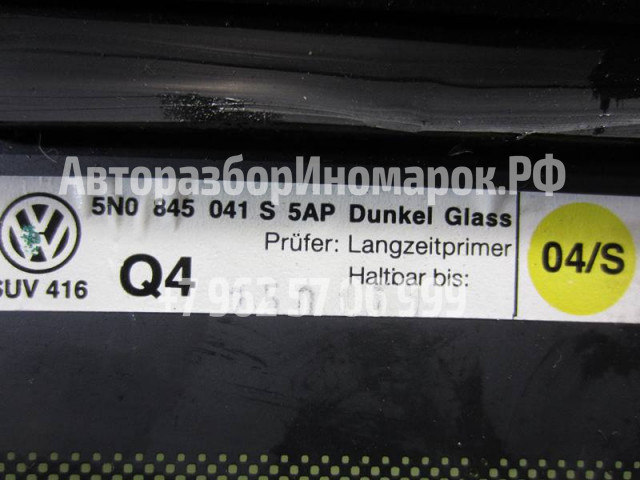 АвторазборИномарок.РФ
5N0 845 041 S 5AP Dunkel Glass
Prüfer: Langzeitprimer
Haltbar bis:
SUV 416
Q4
04/S